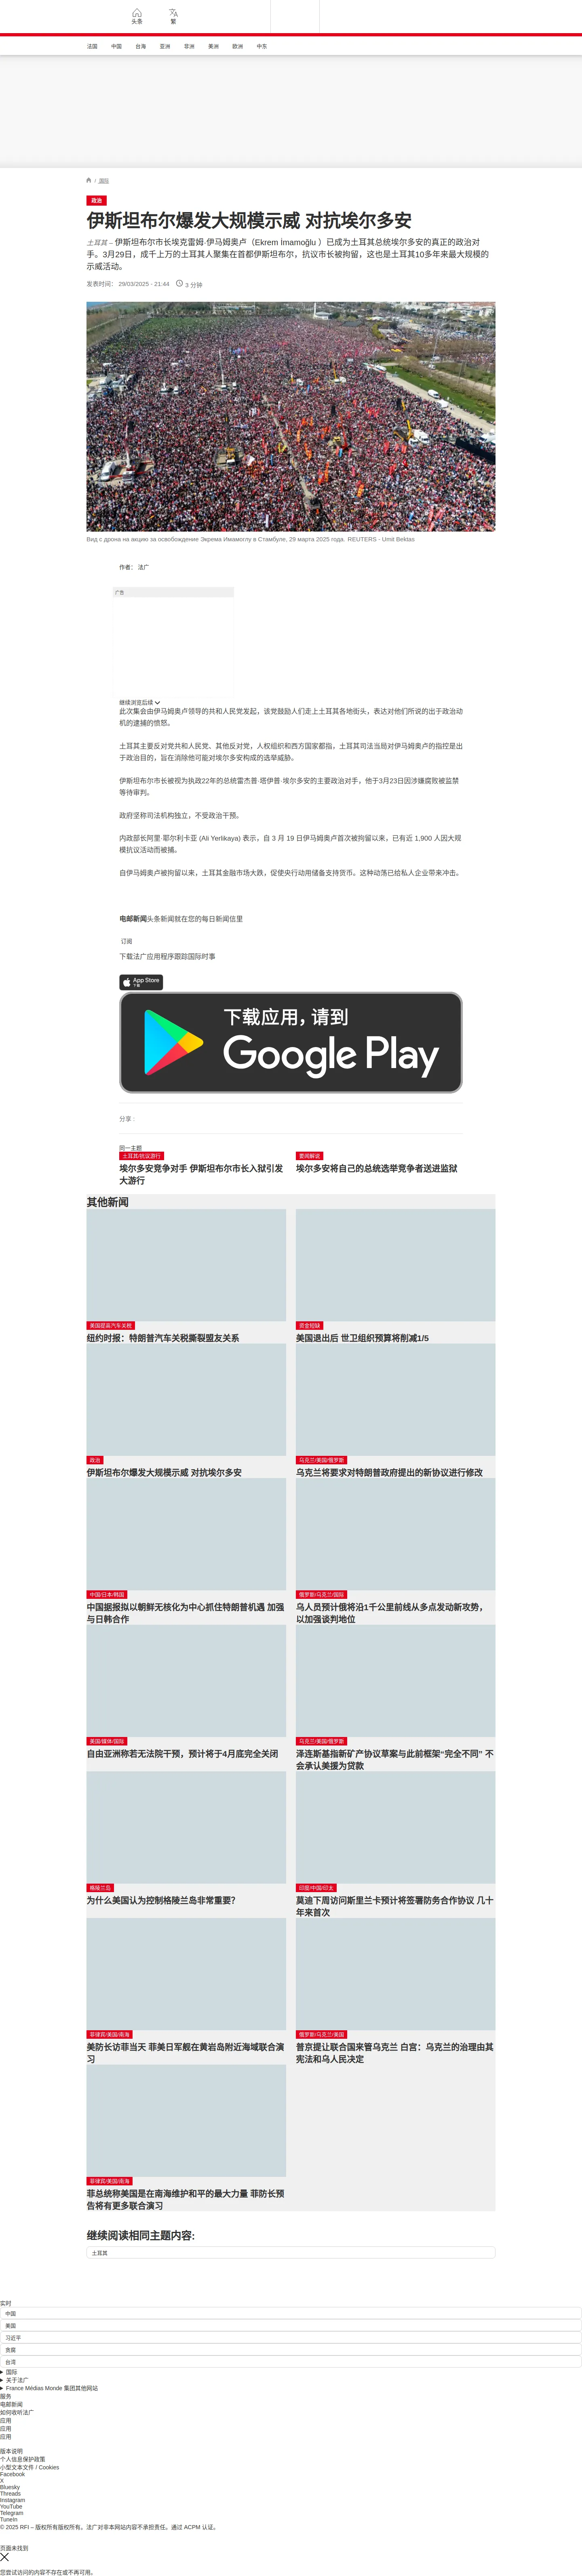 头条
繁
法国
中国
台海
亚洲
非洲
美洲
欧洲
中东
/ 国际
政治
伊斯坦布尔爆发大规模示威 对抗埃尔多安
土耳其 – 伊斯坦布尔市长埃克雷姆·伊马姆奥卢（Ekrem İmamoğlu ）已成为土耳其总统埃尔多安的真正的政治对
手。3月29日，成千上万的土耳其人聚集在首都伊斯坦布尔，抗议市长被拘留，这也是土耳其10多年来最大规模的
示威活动。
发表时间： 29/03/2025 - 21:44
3 分钟
Вид с дрона на акцию за освобождение Экрема Имамоглу в Стамбуле, 29 марта 2025 года. REUTERS - Umit Bektas
作者： 法广
广告
继续浏览后续
此次集会由伊马姆奥卢领导的共和人民党发起，该党鼓励人们走上土耳其各地街头，表达对他们所说的出于政治动
机的逮捕的愤怒。
土耳其主要反对党共和人民党、其他反对党，人权组织和西方国家都指，土耳其司法当局对伊马姆奥卢的指控是出
于政治目的，旨在消除他可能对埃尔多安构成的选举威胁。
伊斯坦布尔市长被视为执政22年的总统雷杰普·塔伊普·埃尔多安的主要政治对手，他于3月23日因涉嫌腐败被监禁
等待审判。
政府坚称司法机构独立，不受政治干预。
内政部长阿里·耶尔利卡亚 (Ali Yerlikaya) 表示，自 3 月 19 日伊马姆奥卢首次被拘留以来，已有近 1,900 人因大规
模抗议活动而被捕。
自伊马姆奥卢被拘留以来，土耳其金融市场大跌，促使央行动用储备支持货币。这种动荡已给私人企业带来冲击。
电邮新闻头条新闻就在您的每日新闻信里
订阅
下载法广应用程序跟踪国际时事
App Store
下载
下载应用，请到
Google Play
分享 :
同一主题
土耳其/抗议游行
埃尔多安竞争对手 伊斯坦布尔市长入狱引发
大游行
要闻解说
埃尔多安将自己的总统选举竞争者送进监狱
其他新闻
美国提高汽车关税
纽约时报：特朗普汽车关税撕裂盟友关系
资金短缺
美国退出后 世卫组织预算将削减1/5
政治
伊斯坦布尔爆发大规模示威 对抗埃尔多安
乌克兰/美国/俄罗斯
乌克兰将要求对特朗普政府提出的新协议进行修改
中国/日本/韩国
中国据报拟以朝鲜无核化为中心抓住特朗普机遇 加强
与日韩合作
俄罗斯/乌克兰/国际
乌人员预计俄将沿1千公里前线从多点发动新攻势，
以加强谈判地位
美国/媒体/国际
自由亚洲称若无法院干预，预计将于4月底完全关闭
乌克兰/美国/俄罗斯
泽连斯基指新矿产协议草案与此前框架“完全不同” 不
会承认美援为贷款
格陵兰岛
为什么美国认为控制格陵兰岛非常重要？
印度/中国/印太
莫迪下周访问斯里兰卡预计将签署防务合作协议 几十
年来首次
菲律宾/美国/南海
美防长访菲当天 菲美日军舰在黄岩岛附近海域联合演
习
俄罗斯/乌克兰/美国
普京提让联合国来管乌克兰 白宫：乌克兰的治理由其
宪法和乌人民决定
菲律宾/美国/南海
菲总统称美国是在南海维护和平的最大力量 菲防长预
告将有更多联合演习
继续阅读相同主题内容:
土耳其
实时
中国
美国
习近平
贪腐
台湾
国际
关于法广
France Médias Monde 集团其他网站
服务
电邮新闻
如何收听法广
应用
应用
应用
版本说明
个人信息保护政策
小型文本文件 / Cookies
Facebook
X
Bluesky
Threads
Instagram
YouTube
Telegram
TuneIn
© 2025 RFI – 版权所有版权所有。法广对非本网站内容不承担责任。通过 ACPM 认证。
页面未找到
您尝试访问的内容不存在或不再可用。